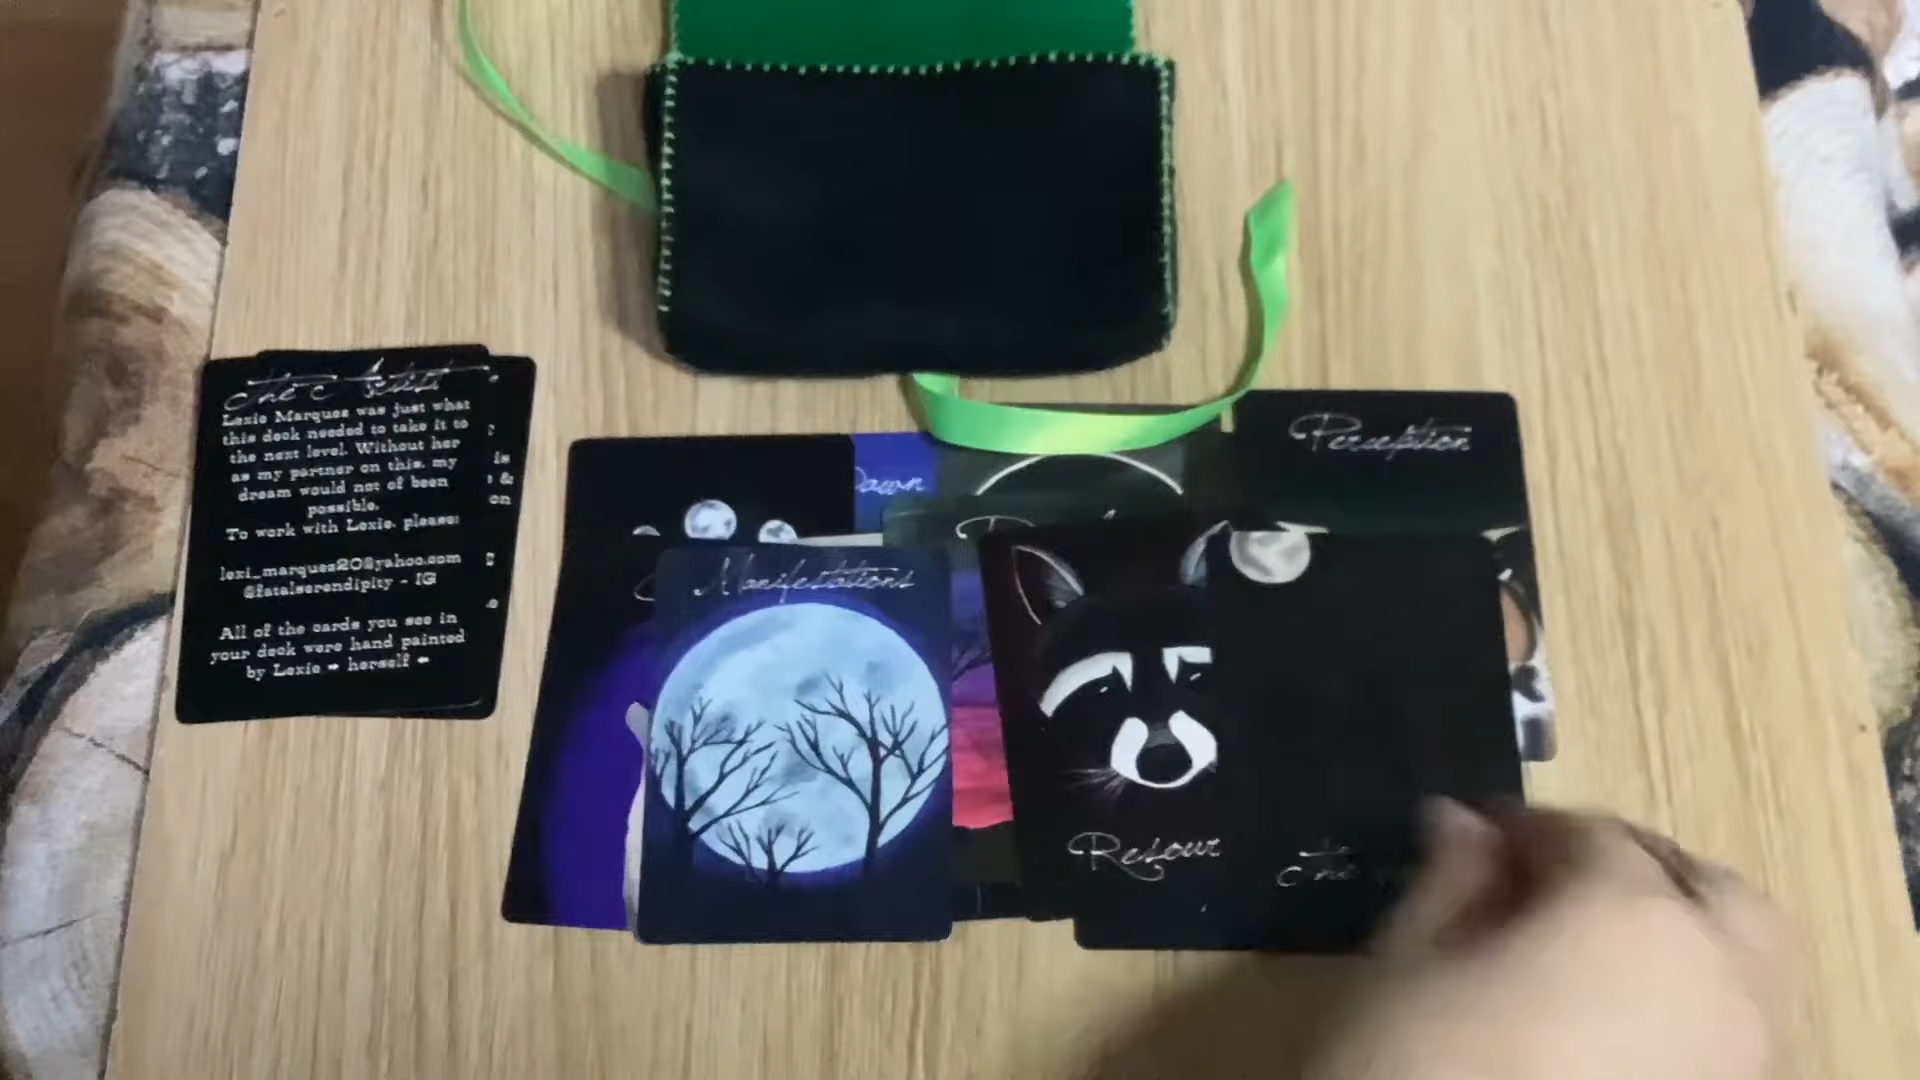 The Artist
Lexie Marques was just what
this deck needed to take it to
the next level. Without her
as my partner on this, my
dream would not of been
possible.
To work with Lexie, please:
lexi_marques20@yahoo.com
@fatalserendipity - IG
All of the cards you see in
your deck were hand painted
by Lexie herself
is
&
on
Dawn
Perception
Manifestations
Resour
The